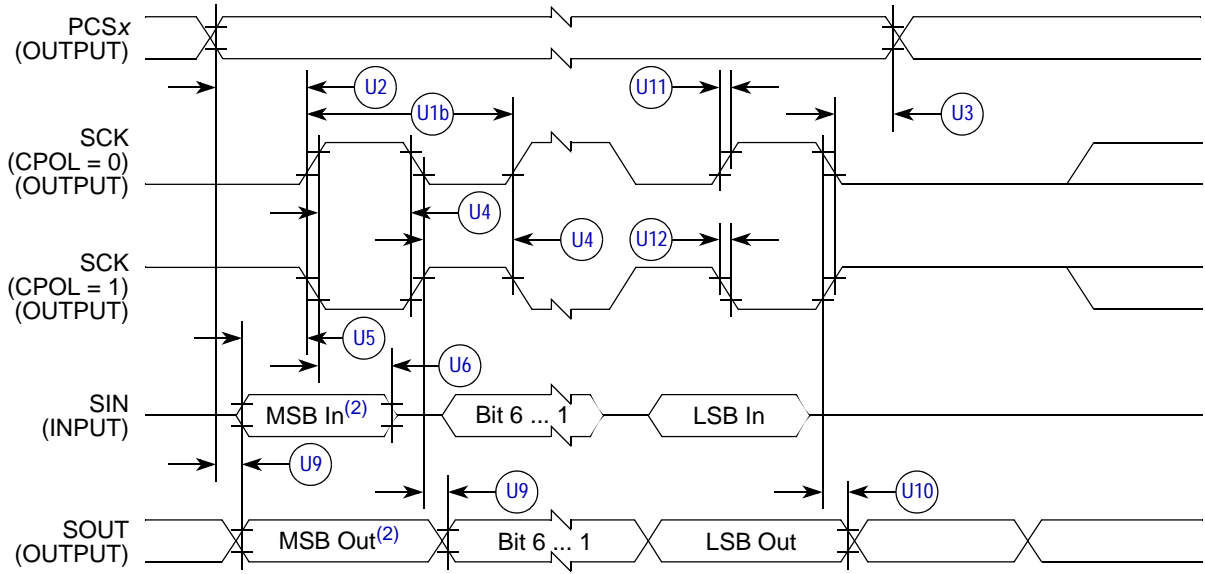 PCSx
(OUTPUT)
U2
U11
U1b
U3
SCK
(CPOL = 0)
(OUTPUT)
U4
U4
U12
SCK
(CPOL = 1)
(OUTPUT)
U5
U6
SIN
(INPUT)
MSB In(2)
Bit 6 ... 1
LSB In
U9
U9
U10
SOUT
(OUTPUT)
MSB Out(2)
Bit 6 ... 1
LSB Out